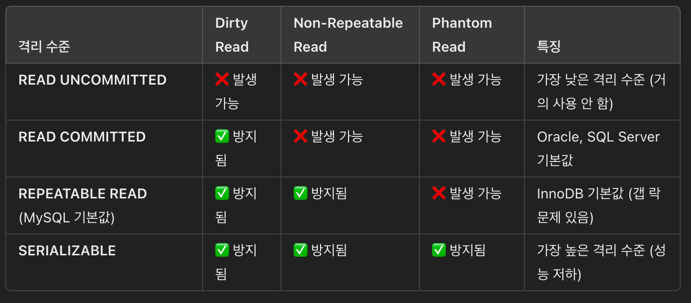 격리 수준 Dirty Read Non-Repeatable Read Phantom Read 특징
READ UNCOMMITTED ❌ 발생 가능 ❌ 발생 가능 ❌ 발생 가능 가장 낮은 격리 수준 (거의 사용 안 함)
READ COMMITTED ✅ 방지됨 ❌ 발생 가능 ❌ 발생 가능 Oracle, SQL Server 기본값
REPEATABLE READ (MySQL 기본값) ✅ 방지됨 ✅ 방지됨 ❌ 발생 가능 InnoDB 기본값 (갭 락 문제 있음)
SERIALIZABLE ✅ 방지됨 ✅ 방지됨 ✅ 방지됨 가장 높은 격리 수준 (성능 저하)